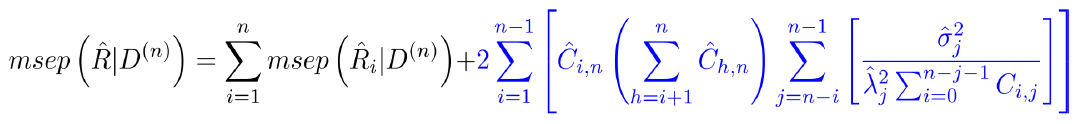 msep(R̂|D⁽ⁿ⁾) = ∑_{i=1}^{n} msep(R̂_i|D⁽ⁿ⁾) + 2 ∑_{i=1}^{n-1} [ Ĉ_{i,n} ( ∑_{h=i+1}^{n} Ĉ_{h,n} ) ∑_{j=n-i}^{n-1} [ σ̂_j^2 / ( λ̂_j^2 ∑_{i=0}^{n-j-1} C_{i,j} ) ] ]